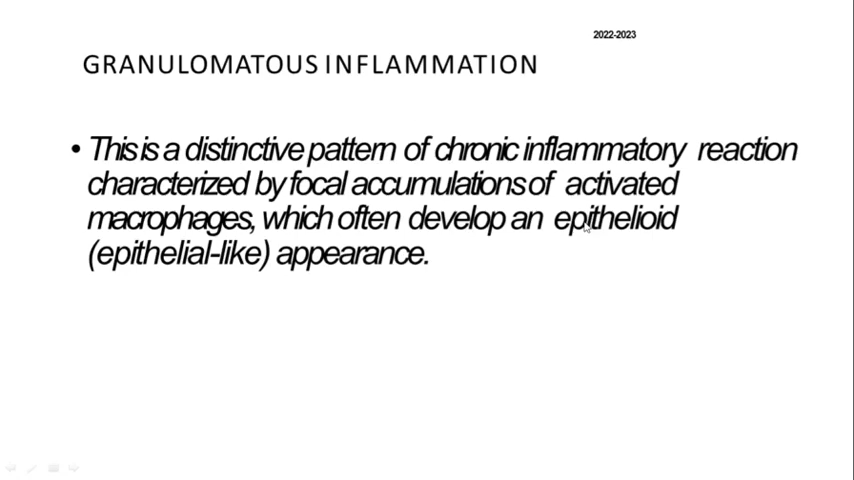 2022-2023
GRANULOMATOUS INFLAMMATION
• This is a distinctive pattern of chronic inflammatory reaction
characterized by focal accumulations of activated
macrophages, which often develop an epithelioid
(epithelial-like) appearance.